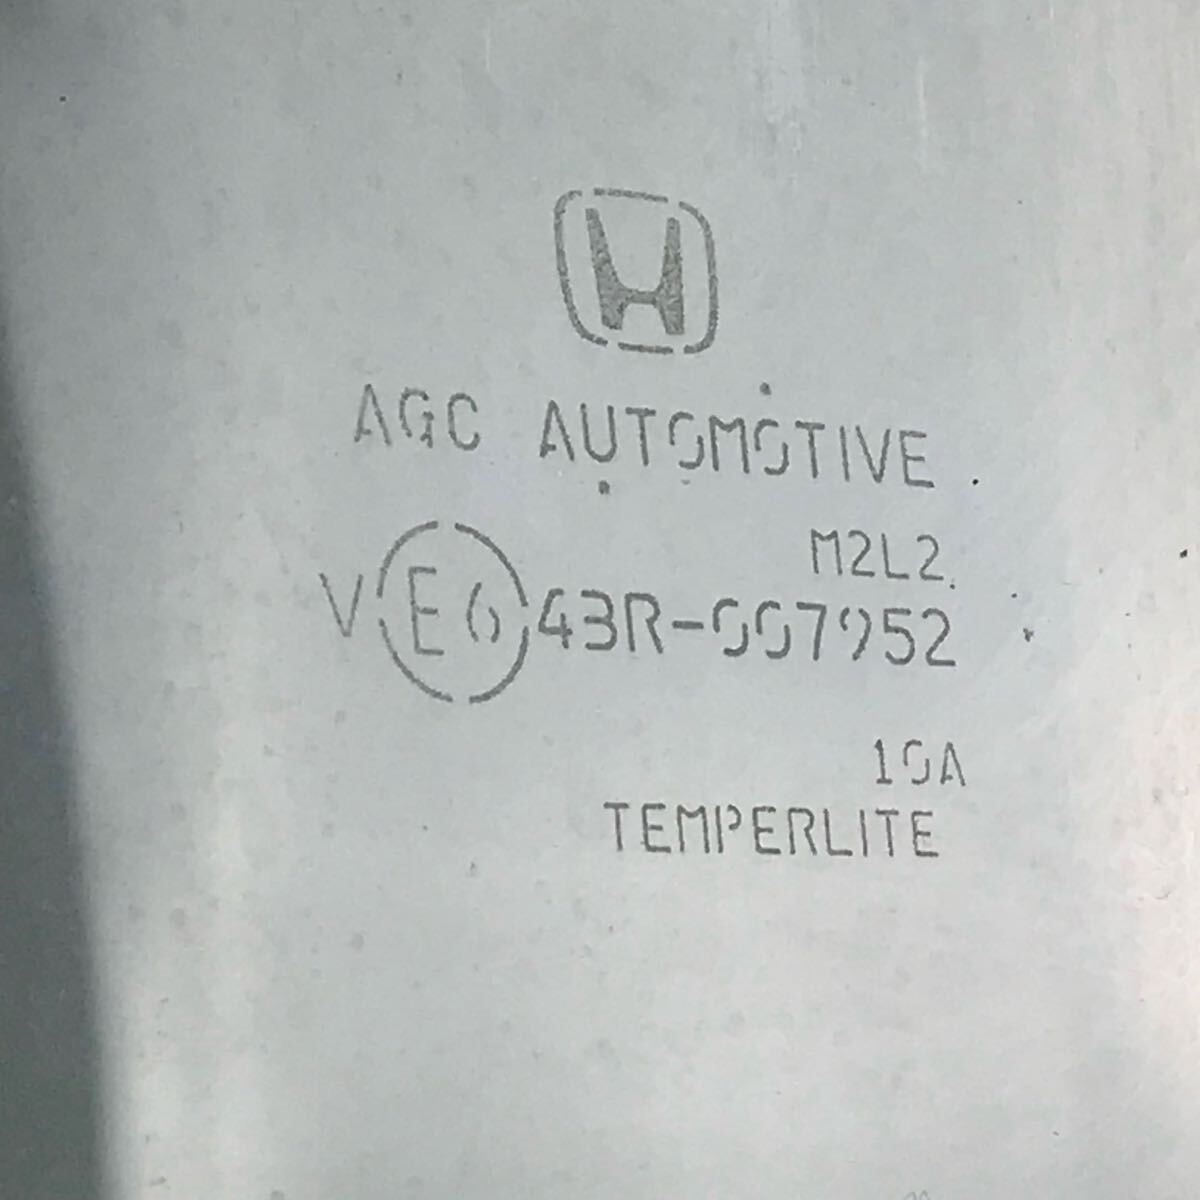 AGC AUTOMOTIVE
M2L2
V E6 43R-007952
10A
TEMPERLITE